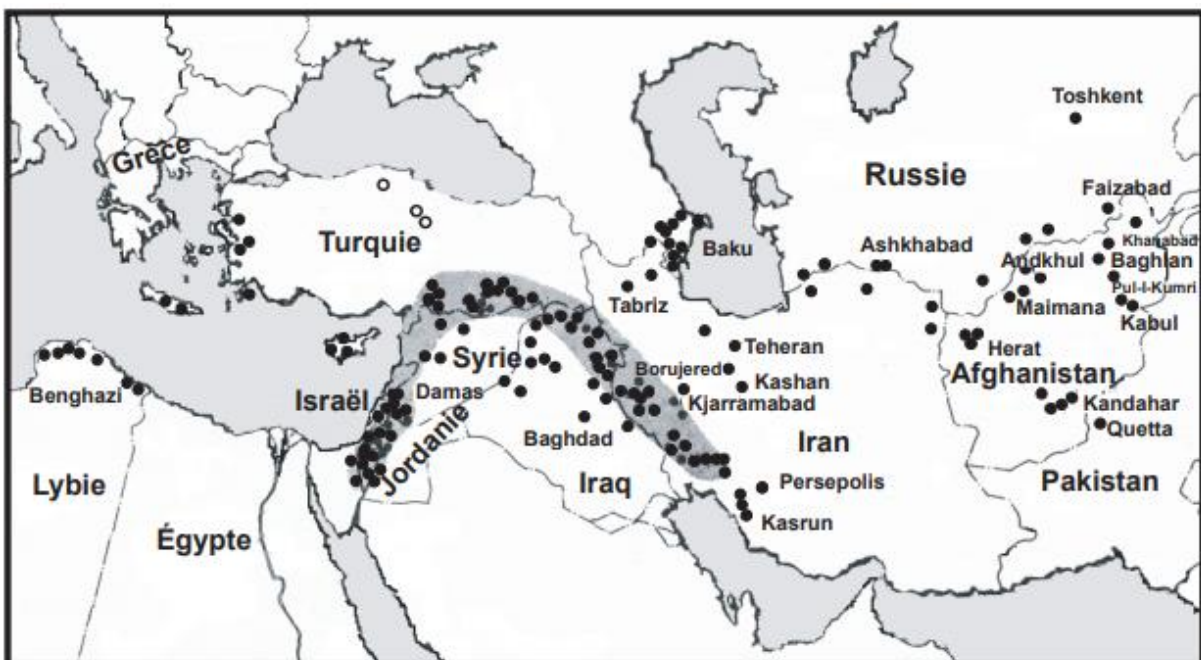 Toshkent
Grèce
Russie
Faizabad
Turquie
Baku
Ashkhabad
Khanabad
Andkhul
Baghlan
Pul-I-Kumri
Tabriz
Maimana
Kabul
Teheran
Herat
Syrie
Borujered
Afghanistan
Kashan
Benghazi
Israël
Damas
Kjarramabad
Kandahar
Baghdad
Iran
Quetta
Jordanie
Lybie
Iraq
Persepolis
Pakistan
Kasrun
Égypte